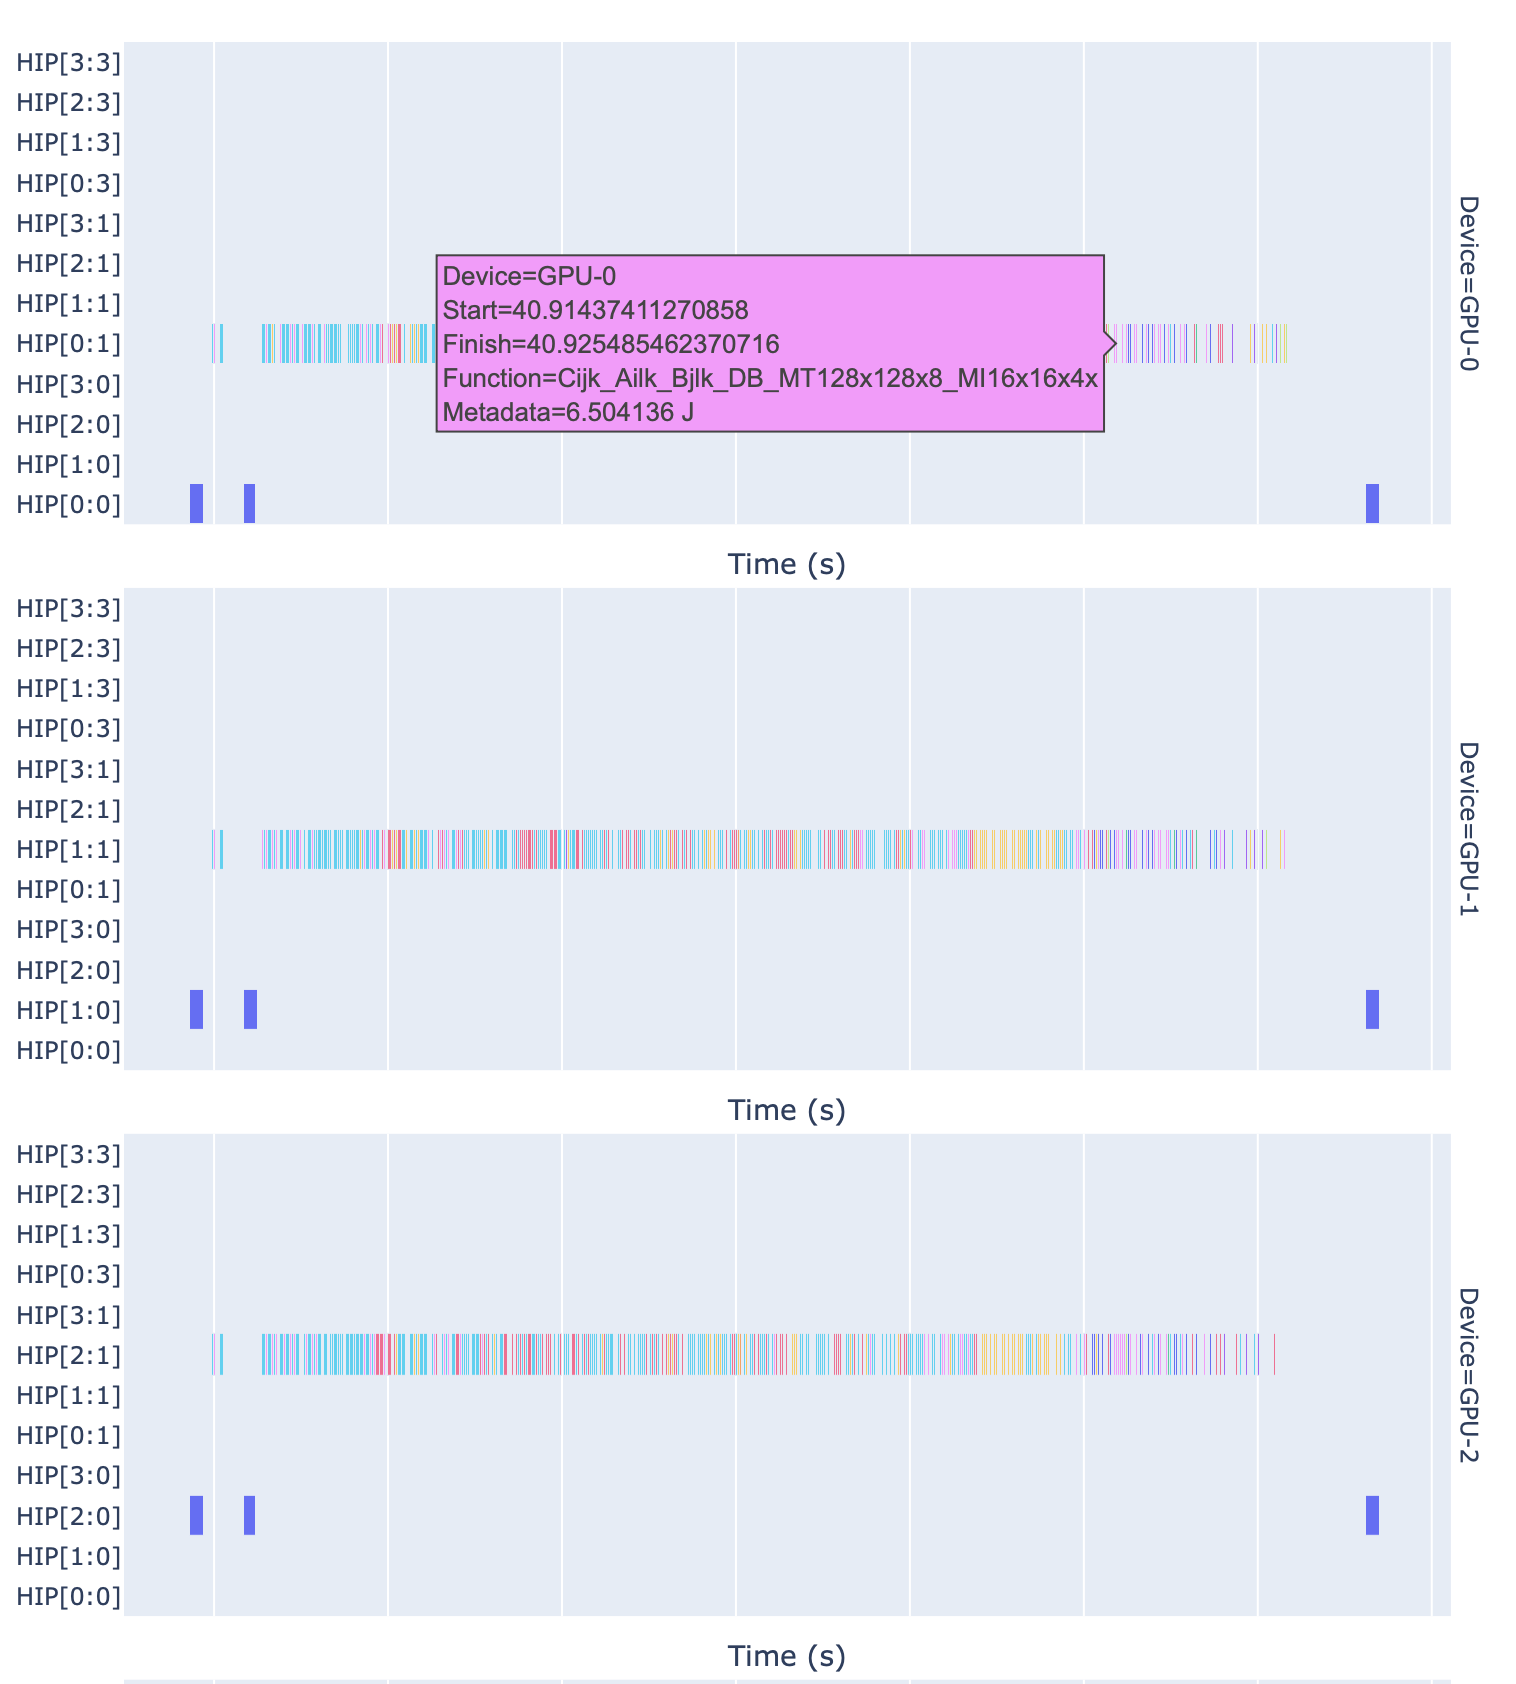 HIP[3:3]
HIP[2:3]
HIP[1:3]
HIP[0:3]
HIP[3:1]
HIP[2:1]
HIP[1:1]
HIP[0:1]
HIP[3:0]
HIP[2:0]
HIP[1:0]
HIP[0:0]
Device=GPU-0
Start=40.91437411270858
Finish=40.925485462370716
Function=Cijk_Ailk_Bjlk_DB_MT128x128x8_MI16x16x4x
Metadata=6.504136 J
Device=GPU-0
Time (s)
HIP[3:3]
HIP[2:3]
HIP[1:3]
HIP[0:3]
HIP[3:1]
HIP[2:1]
HIP[1:1]
HIP[0:1]
HIP[3:0]
HIP[2:0]
HIP[1:0]
HIP[0:0]
Device=GPU-1
Time (s)
HIP[3:3]
HIP[2:3]
HIP[1:3]
HIP[0:3]
HIP[3:1]
HIP[2:1]
HIP[1:1]
HIP[0:1]
HIP[3:0]
HIP[2:0]
HIP[1:0]
HIP[0:0]
Device=GPU-2
Time (s)